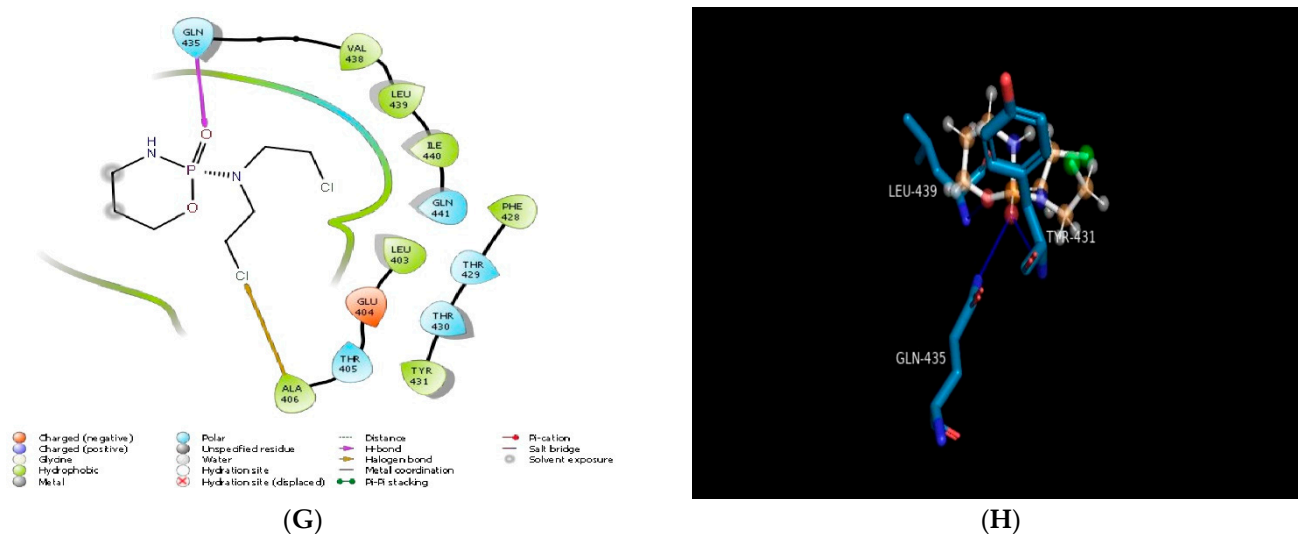 GLN
435
VAL
438
LEU
439
ILE
440
GLN
441
PHE
428
THR
429
THR
430
TYR
431
LEU
403
GLU
404
THR
405
ALA
406
O
H
N
P
N
O
Cl
Cl
Charged (negative)
Charged (positive)
Glycine
Hydrophobic
Metal
Polar
Unspecified residue
Water
Hydration site
Hydration site (displaced)
Distance
H-bond
Halogen bond
Metal coordination
Pi-Pi stacking
Pi-cation
Salt bridge
Solvent exposure
(G)
LEU-439
TYR-431
GLN-435
(H)